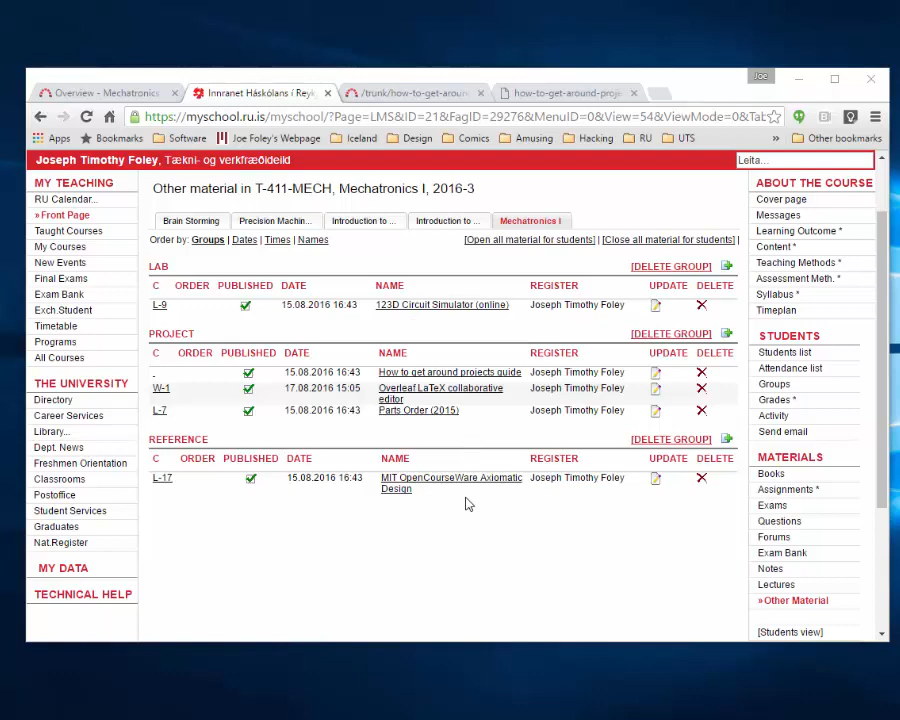 Joe
Overview - Mechatronics
Innranet Háskólans í Reyk
/trunk/how-to-get-aroun
how-to-get-around-proje
https://myschool.ru.is/myschool/?Page=LMS&ID=21&FagID=29276&MenuID=0&View=54&ViewMode=0&Tab
Apps Bookmarks Software Joe Foley's Webpage Iceland Design Comics Amusing Hacking RU UTS » Other bookmarks
Joseph Timothy Foley, Tækni- og verkfræðideild
Leita...
MY TEACHING
RU Calendar...
»Front Page
Taught Courses
My Courses
New Events
Final Exams
Exam Bank
Exch.Student
Timetable
Programs
All Courses
THE UNIVERSITY
Directory
Career Services
Library...
Dept. News
Freshmen Orientation
Classrooms
Postoffice
Student Services
Graduates
Nat.Register
MY DATA
TECHNICAL HELP
Other material in T-411-MECH, Mechatronics I, 2016-3
Brain Storming Precision Machin... Introduction to ... Introduction to ... Mechatronice I
Order by: Groups | Dates | Times | Names
[Open all material for students] | [Close all material for students] |
LAB [DELETE GROUP]
C ORDER PUBLISHED DATE NAME REGISTER UPDATE DELETE
L-9 15.08.2016 16:43 123D Circuit Simulator (online) Joseph Timothy Foley
PROJECT [DELETE GROUP]
C ORDER PUBLISHED DATE NAME REGISTER UPDATE DELETE
15.08.2016 16:43 How to get around projects guide Joseph Timothy Foley
W-1 17.08.2016 15:05 Overleaf LaTeX collaborative Joseph Timothy Foley
editor
L-7 15.08.2016 16:43 Parts Order (2015) Joseph Timothy Foley
REFERENCE [DELETE GROUP]
C ORDER PUBLISHED DATE NAME REGISTER UPDATE DELETE
L-17 15.08.2016 16:43 MIT OpenCourseWare Axiomatic Joseph Timothy Foley
Design
ABOUT THE COURSE
Cover page
Messages
Learning Outcome *
Content *
Teaching Methods *
Assessment Meth. *
Syllabus *
Timeplan
STUDENTS
Students list
Attendance list
Groups
Grades *
Activity
Send email
MATERIALS
Books
Assignments *
Exams
Questions
Forums
Exam Bank
Notes
Lectures
»Other Material
[Students view]